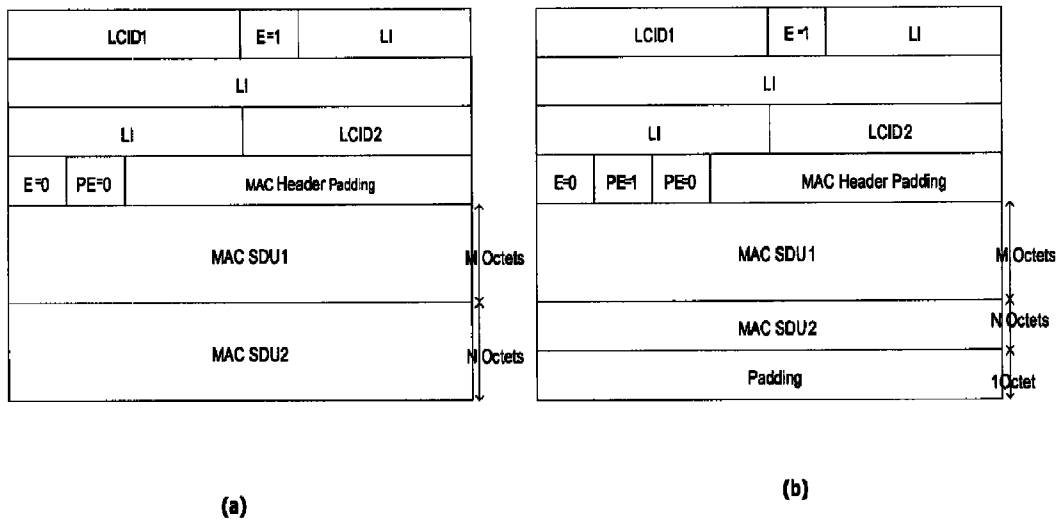 LCID1 E=1 LI
LI
LI LCID2
E=0 PE=0 MAC Header Padding
MAC SDU1 M Octets
MAC SDU2 N Octets
(a)
LCID1 E=1 LI
LI
LI LCID2
E=0 PE=1 PE=0 MAC Header Padding
MAC SDU1 M Octets
MAC SDU2 N Octets
Padding 1Octet
(b)